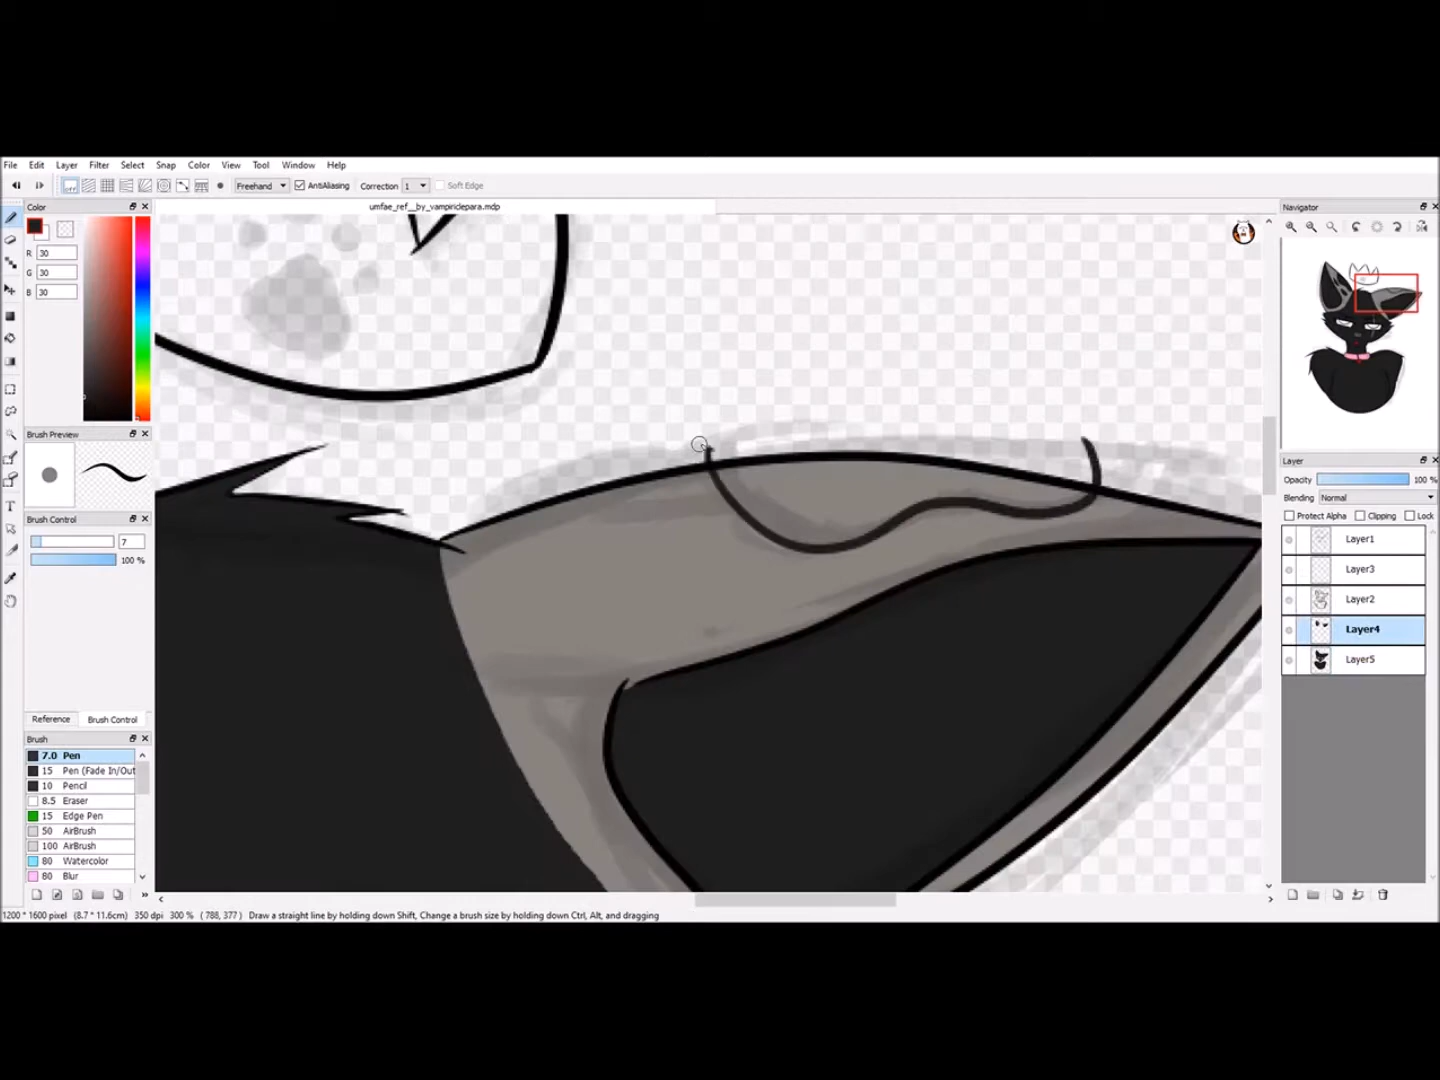 File Edit Layer Filter Select Snap Color View Tool Window Help
Freehand AntiAliasing Correction 1 Soft Edge
Color
umfae_ref__by_vampiridepara.mdp
Navigator
R 30
G 30
B 30
Brush Preview
Brush Control
7
100 %
Reference Brush Control
Brush
7.0 Pen
15 Pen (Fade In/Out
10 Pencil
8.5 Eraser
15 Edge Pen
50 AirBrush
100 AirBrush
80 Watercolor
80 Blur
Layer
Opacity 100 %
Blending Normal
Protect Alpha Clipping Lock
Layer1
Layer3
Layer2
Layer4
Layer5
1200 * 1600 pixel (8.7 * 11.6cm) 350 dpi 300 % ( 788, 377 ) Draw a straight line by holding down Shift, Change a brush size by holding down Ctrl, Alt, and dragging